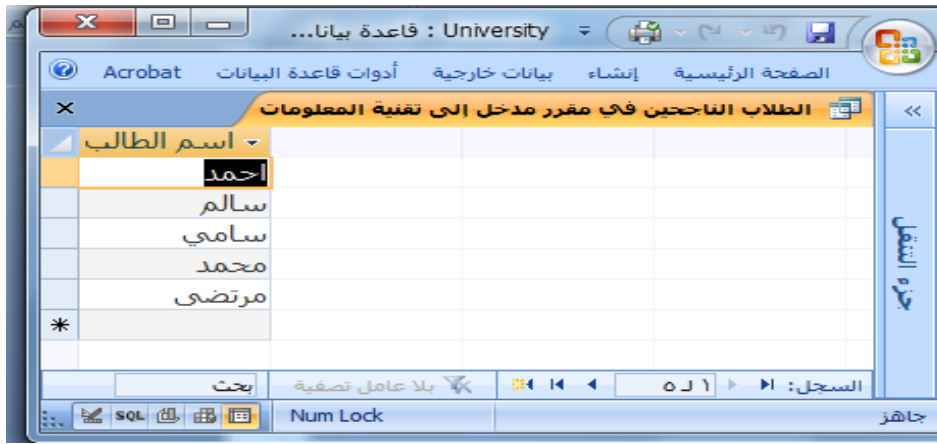 University : قاعدة بيانا...
الصفحة الرئيسية إنشاء بيانات خارجية أدوات قاعدة البيانات Acrobat
الطلاب الناجحين في مقرر مدخل إلى تقنية المعلومات
اسم الطالب
احمد
سالم
سامي
محمد
مرتضى
جزء التنقل
السجل: ١ لـ ٥ بلا عامل تصفية بحث
جاهز Num Lock SQL